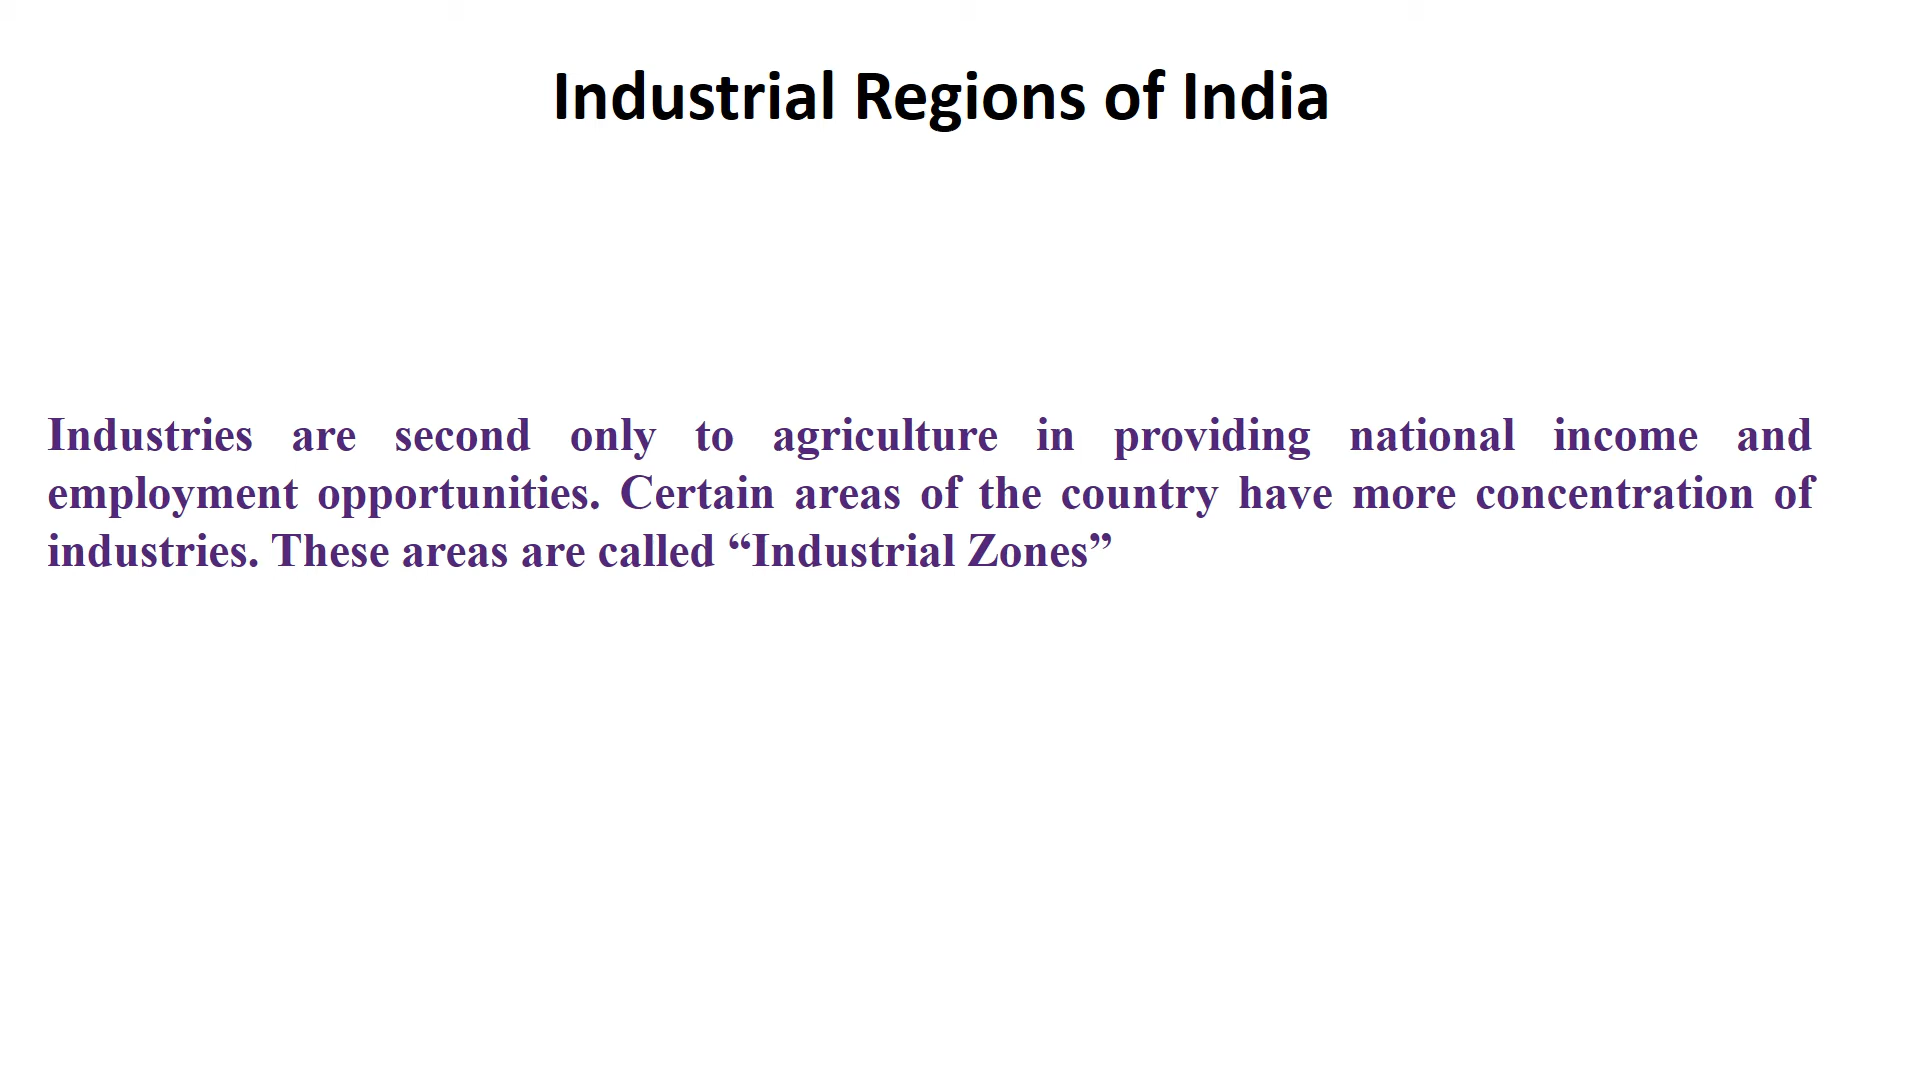 Industrial Regions of India
Industries are second only to agriculture in providing national income and
employment opportunities. Certain areas of the country have more concentration of
industries. These areas are called “Industrial Zones”